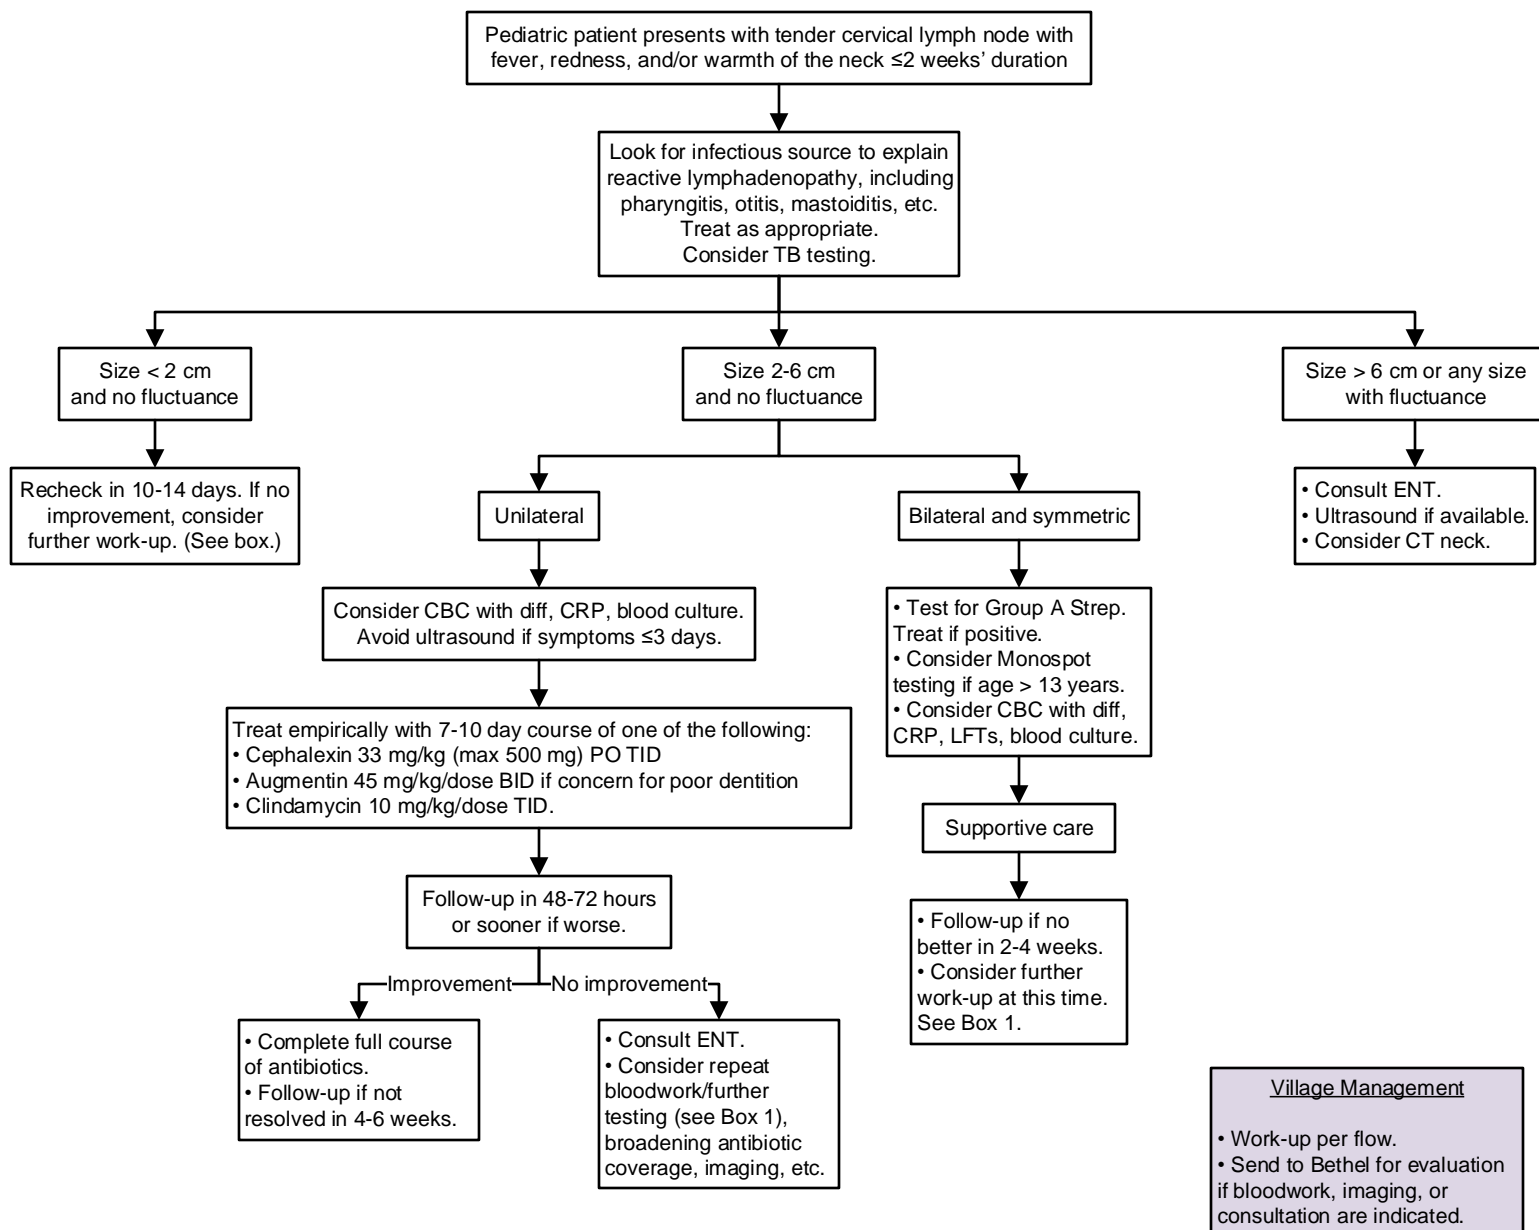 Pediatric patient presents with tender cervical lymph node with
fever, redness, and/or warmth of the neck ≤2 weeks' duration
Look for infectious source to explain
reactive lymphadenopathy, including
pharyngitis, otitis, mastoiditis, etc.
Treat as appropriate.
Consider TB testing.
Size < 2 cm
and no fluctuance
Size 2-6 cm
and no fluctuance
Size > 6 cm or any size
with fluctuance
Recheck in 10-14 days. If no
improvement, consider
further work-up. (See box.)
Unilateral
Bilateral and symmetric
• Consult ENT.
• Ultrasound if available.
• Consider CT neck.
Consider CBC with diff, CRP, blood culture.
Avoid ultrasound if symptoms ≤3 days.
• Test for Group A Strep.
Treat if positive.
• Consider Monospot
testing if age > 13 years.
• Consider CBC with diff,
CRP, LFTs, blood culture.
Treat empirically with 7-10 day course of one of the following:
• Cephalexin 33 mg/kg (max 500 mg) PO TID
• Augmentin 45 mg/kg/dose BID if concern for poor dentition
• Clindamycin 10 mg/kg/dose TID.
Supportive care
Follow-up in 48-72 hours
or sooner if worse.
• Follow-up if no
better in 2-4 weeks.
• Consider further
work-up at this time.
See Box 1.
Improvement
No improvement
• Complete full course
of antibiotics.
• Follow-up if not
resolved in 4-6 weeks.
• Consult ENT.
• Consider repeat
bloodwork/further
testing (see Box 1),
broadening antibiotic
coverage, imaging, etc.
Village Management
• Work-up per flow.
• Send to Bethel for evaluation
if bloodwork, imaging, or
consultation are indicated.